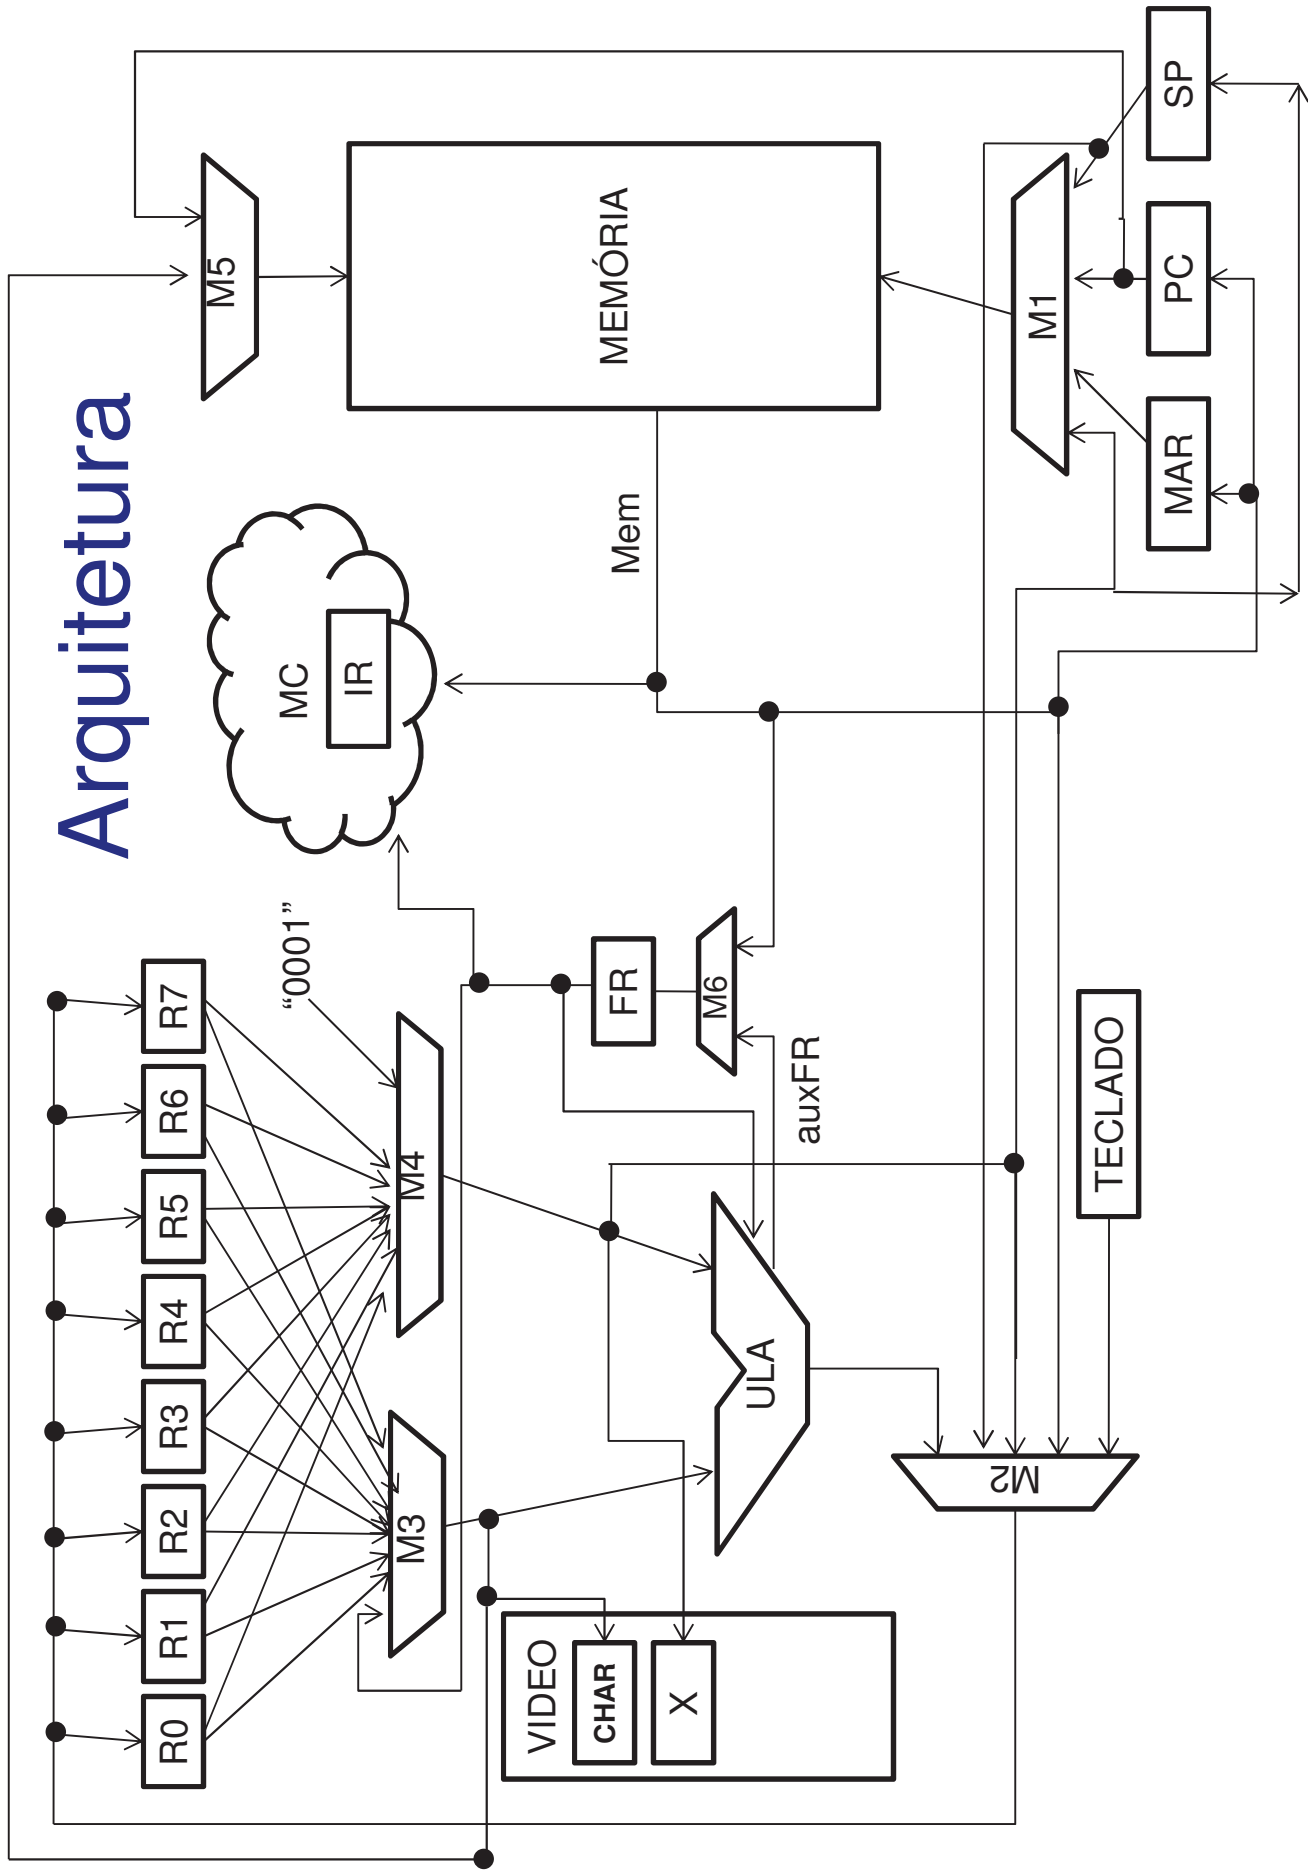 Arquitetura
R0
R1
R2
R3
R4
R5
R6
R7
“0001”
M3
M4
MC
IR
M5
VIDEO
CHAR
X
ULA
auxFR
FR
M6
Mem
MEMÓRIA
M2
TECLADO
M1
MAR
PC
SP